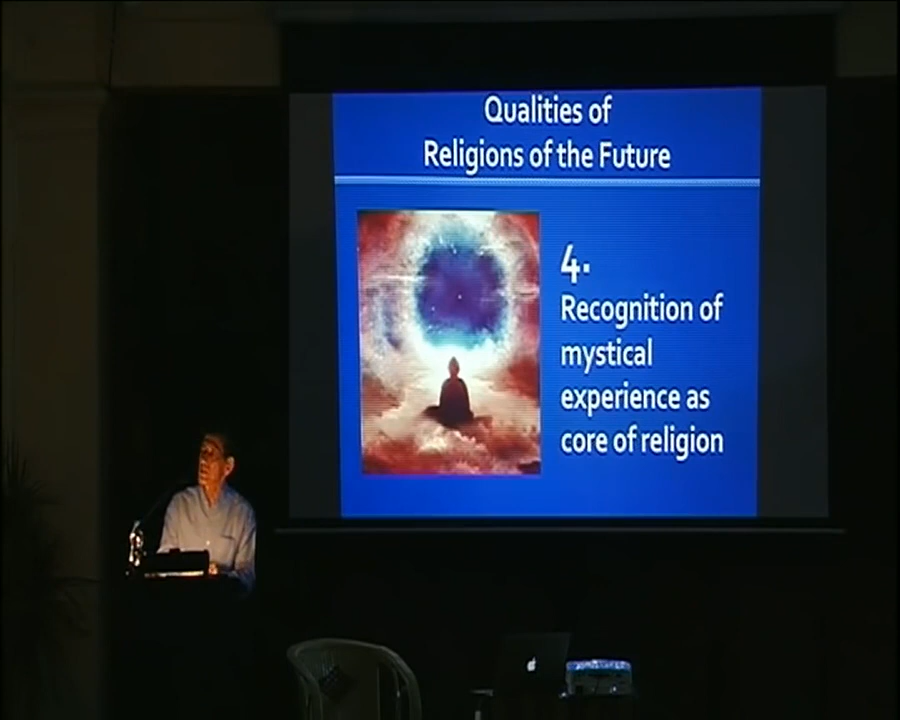 Qualities of
Religions of the Future
4.
Recognition of
mystical
experience as
core of religion